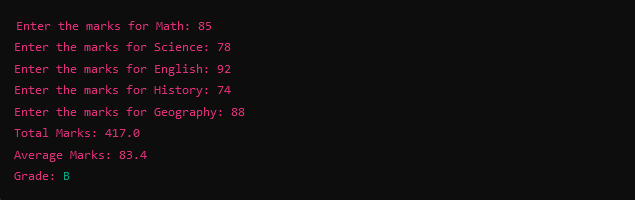 Enter the marks for Math: 85
Enter the marks for Science: 78
Enter the marks for English: 92
Enter the marks for History: 74
Enter the marks for Geography: 88
Total Marks: 417.0
Average Marks: 83.4
Grade: B